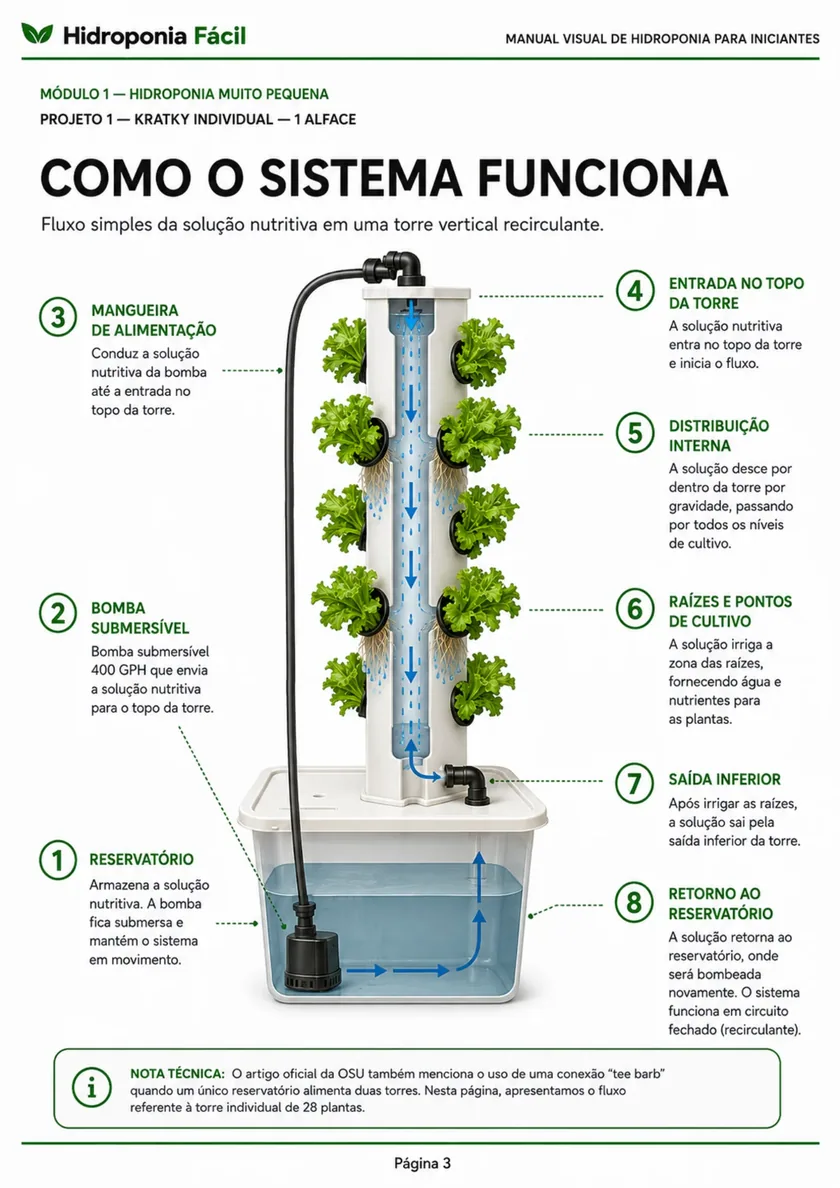 Hidroponia Fácil
MANUAL VISUAL DE HIDROPONIA PARA INICIANTES
MÓDULO 1 — HIDROPONIA MUITO PEQUENA
PROJETO 1 — KRATKY INDIVIDUAL — 1 ALFACE
COMO O SISTEMA FUNCIONA
Fluxo simples da solução nutritiva em uma torre vertical recirculante.
3
MANGUEIRA
DE ALIMENTAÇÃO
Conduz a solução
nutritiva da bomba
até a entrada no
topo da torre.
2
BOMBA
SUBMERSÍVEL
Bomba submersível
400 GPH que envia
a solução nutritiva
para o topo da torre.
1
RESERVATÓRIO
Armazena a solução
nutritiva. A bomba
fica submersa e
mantém o sistema
em movimento.
4
ENTRADA NO TOPO
DA TORRE
A solução nutritiva
entra no topo da torre
e inicia o fluxo.
5
DISTRIBUIÇÃO
INTERNA
A solução desce por
dentro da torre por
gravidade, passando
por todos os níveis
de cultivo.
6
RAÍZES E PONTOS
DE CULTIVO
A solução irriga a
zona das raízes,
fornecendo água e
nutrientes para
as plantas.
7
SAÍDA INFERIOR
Após irrigar as raízes,
a solução sai pela
saída inferior da torre.
8
RETORNO AO
RESERVATÓRIO
A solução retorna ao
reservatório, onde
será bombeada
novamente. O sistema
funciona em circuito
fechado (recirculante).
i
NOTA TÉCNICA: O artigo oficial da OSU também menciona o uso de uma conexão “tee barb”
quando um único reservatório alimenta duas torres. Nesta página, apresentamos o fluxo
referente à torre individual de 28 plantas.
Página 3